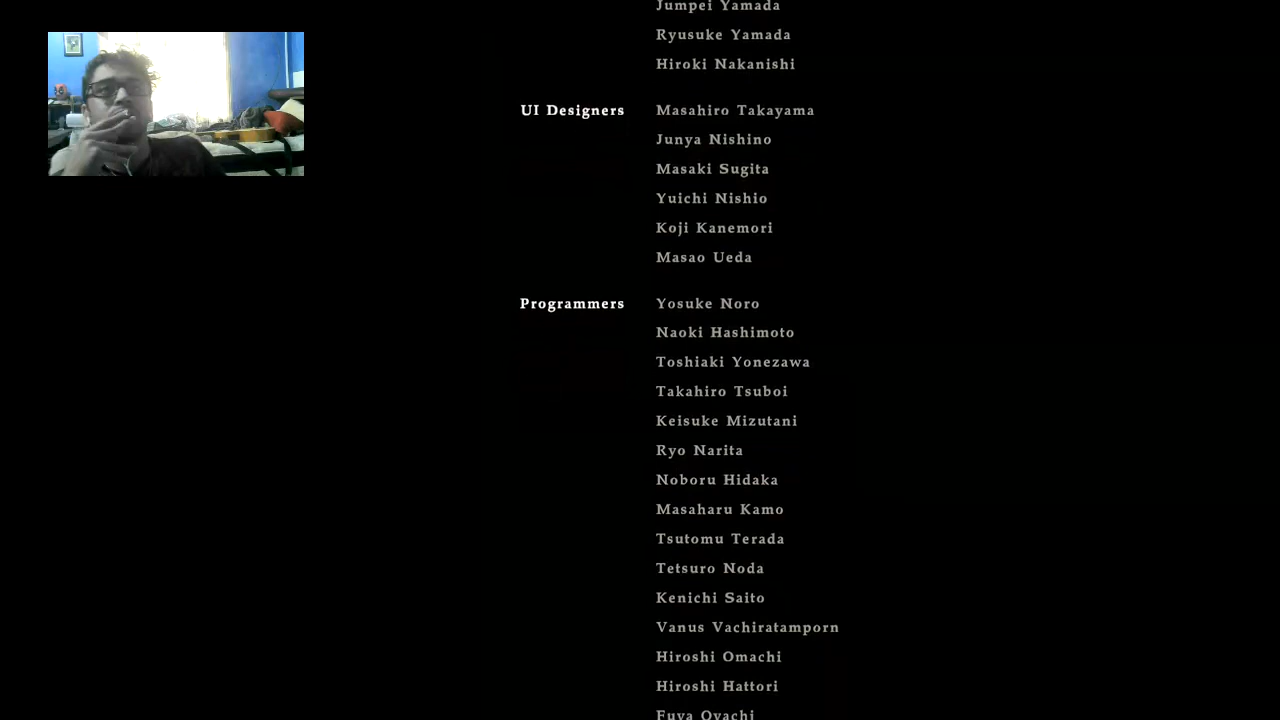 Jumpei Yamada
Ryusuke Yamada
Hiroki Nakanishi
UI Designers Masahiro Takayama
Junya Nishino
Masaki Sugita
Yuichi Nishio
Koji Kanemori
Masao Ueda
Programmers Yosuke Noro
Naoki Hashimoto
Toshiaki Yonezawa
Takahiro Tsuboi
Keisuke Mizutani
Ryo Narita
Noboru Hidaka
Masaharu Kamo
Tsutomu Terada
Tetsuro Noda
Kenichi Saito
Vanus Vachiratamporn
Hiroshi Omachi
Hiroshi Hattori
Fuya Oyachi